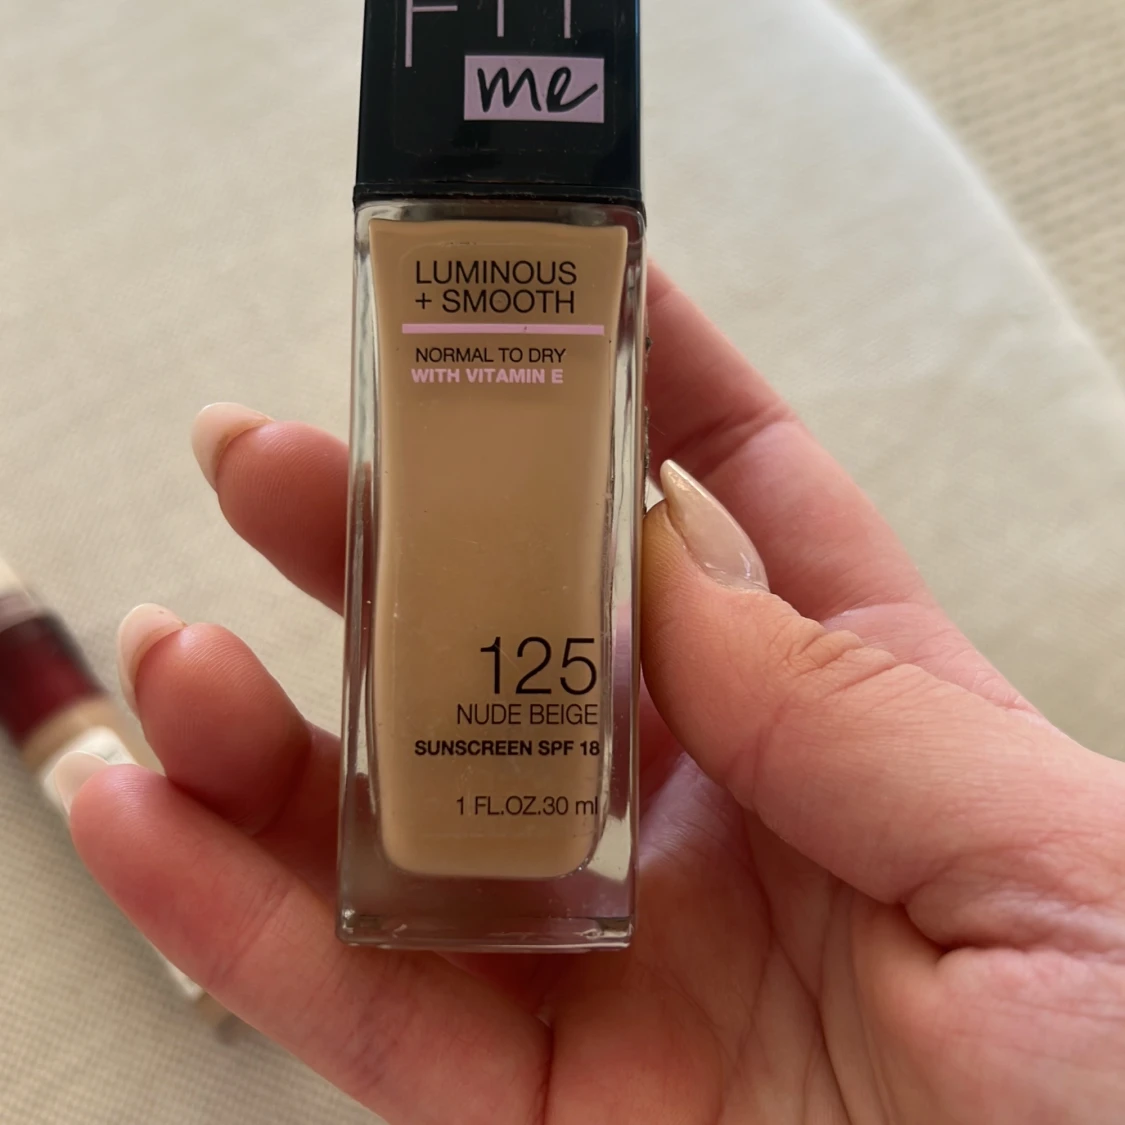 FIT
me
LUMINOUS
+ SMOOTH
NORMAL TO DRY
WITH VITAMIN E
125
NUDE BEIGE
SUNSCREEN SPF 18
1 FL.OZ.30 ml